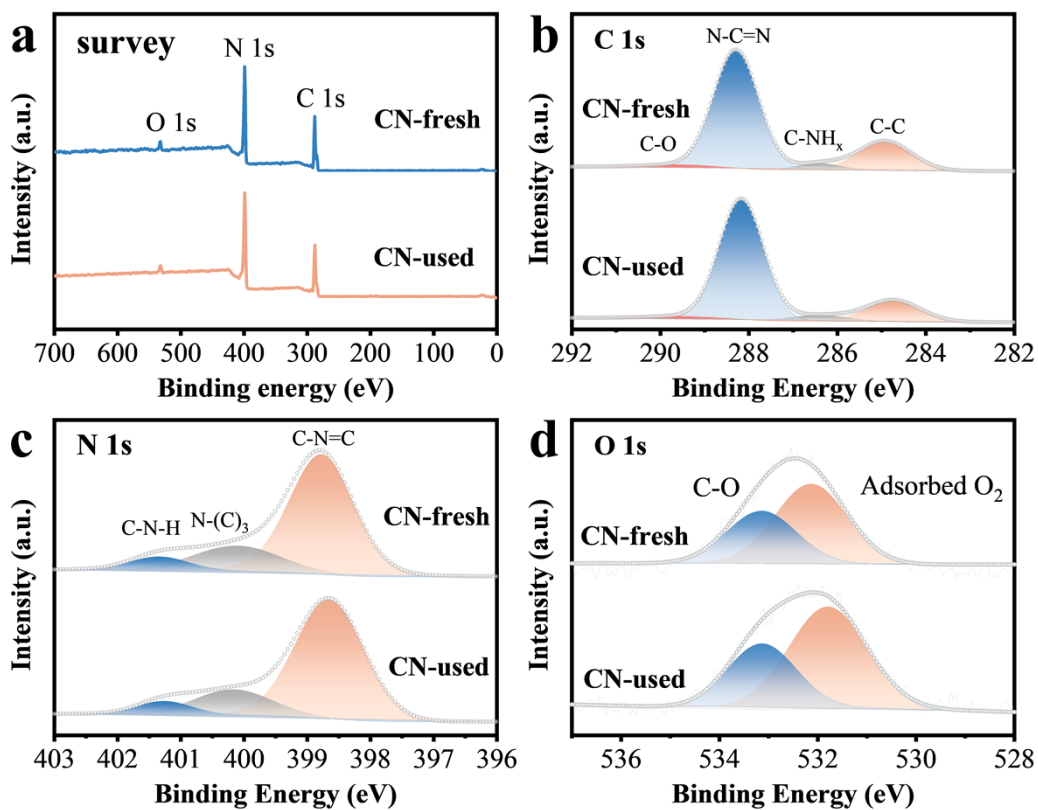 a
survey
N 1s
C 1s
O 1s
CN-fresh
CN-used
Intensity (a.u.)
700 600 500 400 300 200 100 0
Binding energy (eV)
b
C 1s
N-C=N
CN-fresh
C-O
C-NHₓ
C-C
CN-used
Intensity (a.u.)
292 290 288 286 284 282
Binding Energy (eV)
c
N 1s
C-N=C
C-N-H
N-(C)₃
CN-fresh
CN-used
Intensity (a.u.)
403 402 401 400 399 398 397 396
Binding Energy (eV)
d
O 1s
C-O
Adsorbed O₂
CN-fresh
CN-used
Intensity (a.u.)
536 534 532 530 528
Binding Energy (eV)